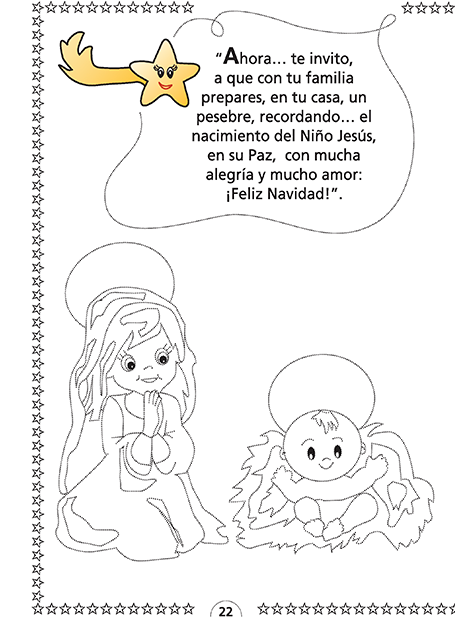 “Ahora... te invito,
a que con tu familia
prepares, en tu casa, un
pesebre, recordando... el
nacimiento del Niño Jesús,
en su Paz, con mucha
alegría y mucho amor:
¡Feliz Navidad!”.
22